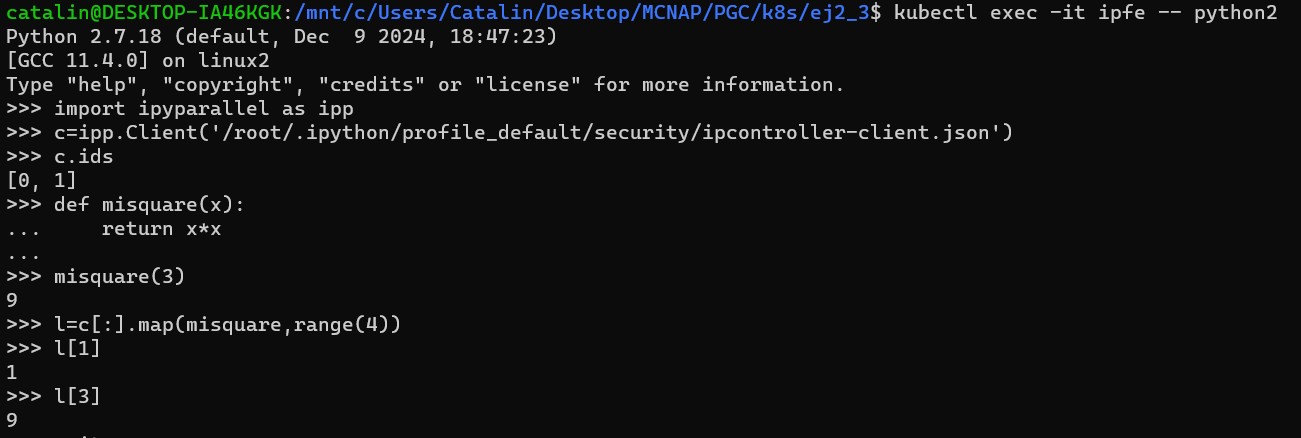 catalin@DESKTOP-IA46KGK:/mnt/c/Users/Catalin/Desktop/MCNAP/PGC/k8s/ej2_3$ kubectl exec -it ipfe -- python2
Python 2.7.18 (default, Dec  9 2024, 18:47:23)
[GCC 11.4.0] on linux2
Type "help", "copyright", "credits" or "license" for more information.
>>> import ipyparallel as ipp
>>> c=ipp.Client('/root/.ipython/profile_default/security/ipcontroller-client.json')
>>> c.ids
[0, 1]
>>> def misquare(x):
...     return x*x
...
>>> misquare(3)
9
>>> l=c[:].map(misquare,range(4))
>>> l[1]
1
>>> l[3]
9